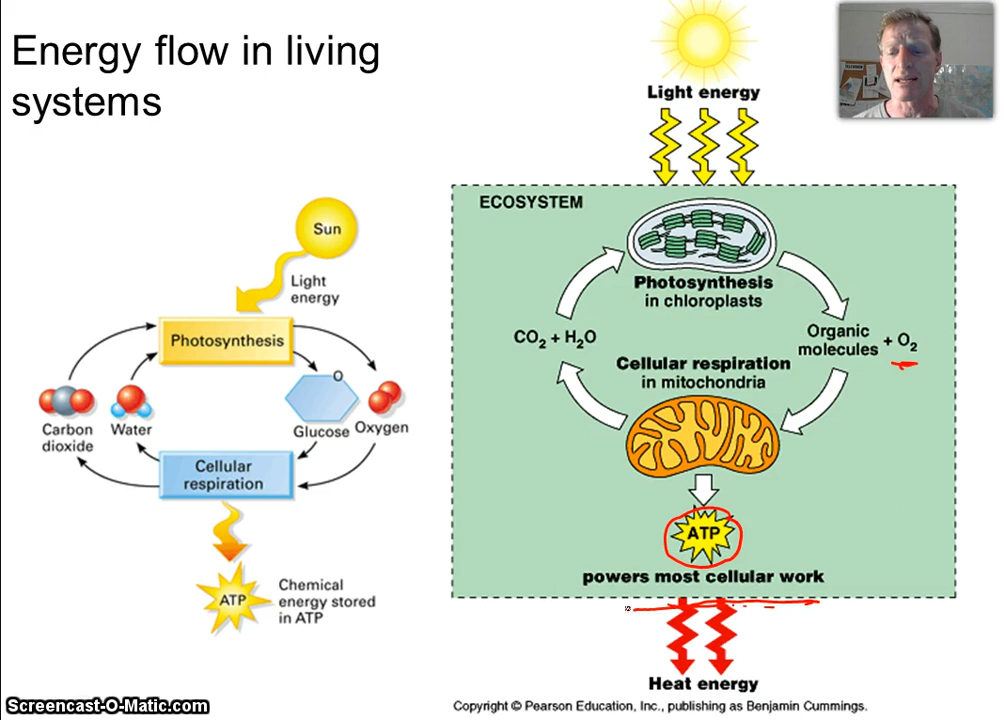 Energy flow in living
systems
Sun
Light
energy
Photosynthesis
O
Carbon
dioxide
Water
Glucose
Oxygen
Cellular
respiration
ATP
Chemical
energy stored
in ATP
Light energy
ECOSYSTEM
Photosynthesis
in chloroplasts
CO2 + H2O
Organic
molecules + O2
Cellular respiration
in mitochondria
ATP
powers most cellular work
Heat energy
Screencast-O-Matic.com
Copyright © Pearson Education, Inc., publishing as Benjamin Cummings.